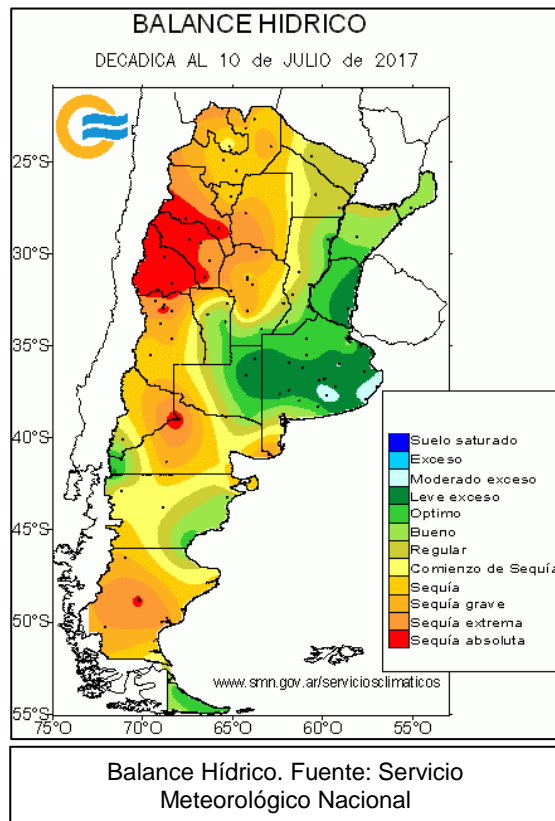 BALANCE HIDRICO
DECADICA AL 10 de JULIO de 2017
25°S
30°S
35°S
40°S
45°S
50°S
55°S
75°O
70°O
65°O
60°O
55°O
Suelo saturado
Exceso
Moderado exceso
Leve exceso
Optimo
Bueno
Regular
Comienzo de Sequía
Sequía
Sequía grave
Sequía extrema
Sequía absoluta
www.smn.gov.ar/serviciosclimaticos
Balance Hídrico. Fuente: Servicio
Meteorológico Nacional